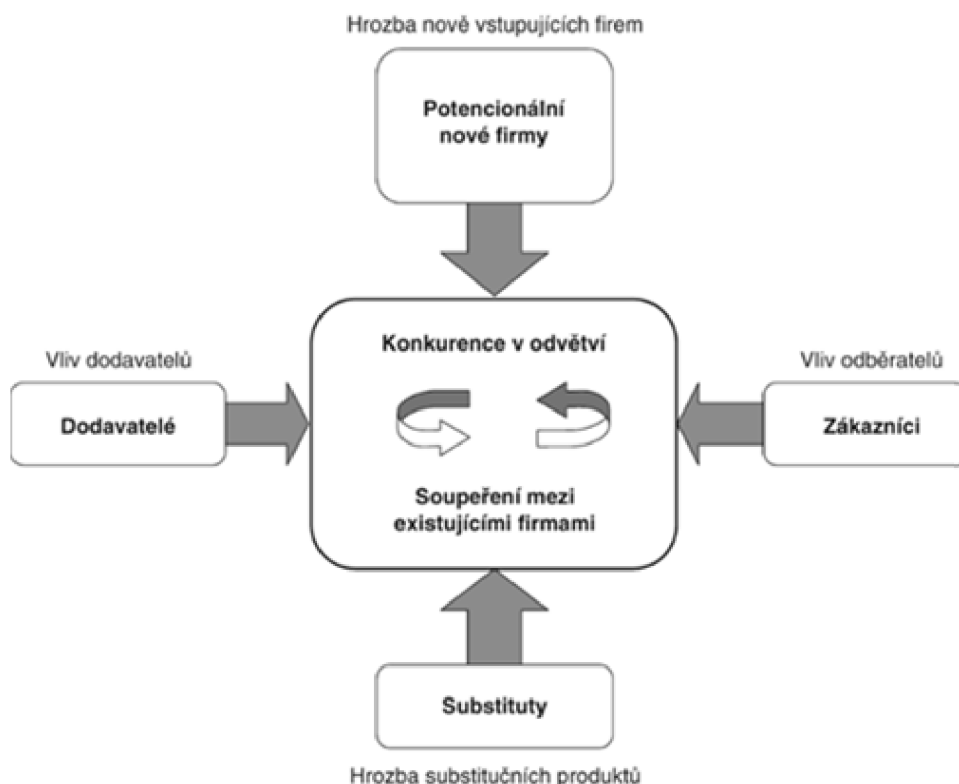 Hrozba nově vstupujících firem
Potencionální
nové firmy
Konkurence v odvětví
Vliv dodavatelů
Dodavatelé
Vliv odběratelů
Zákazníci
Soupeření mezi
existujícími firmami
Substituty
Hrozba substitučních produktů